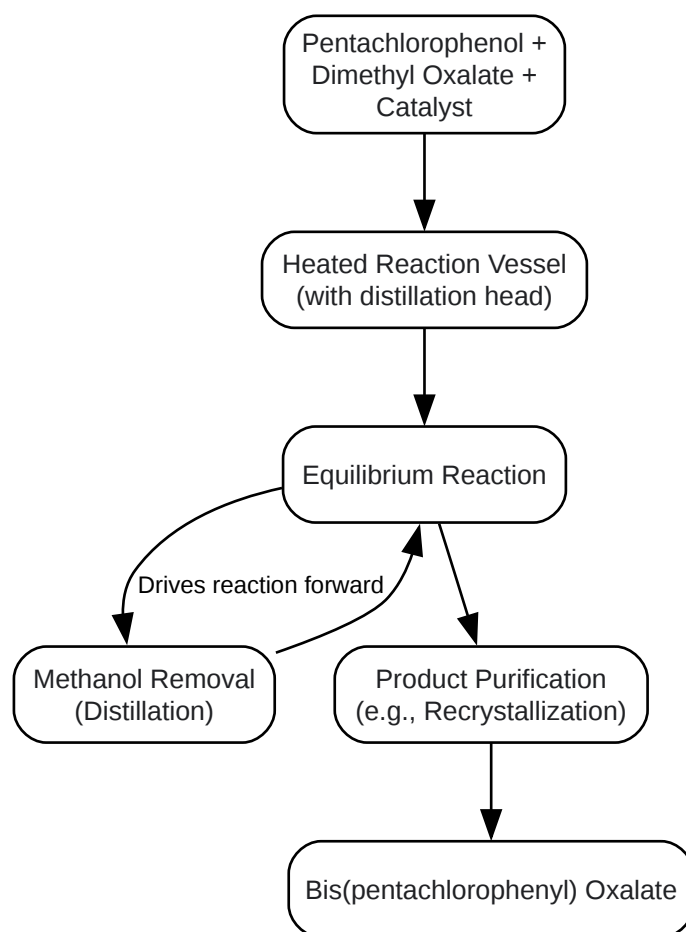 Pentachlorophenol +
Dimethyl Oxalate +
Catalyst
Heated Reaction Vessel
(with distillation head)
Equilibrium Reaction
Drives reaction forward
Methanol Removal
(Distillation)
Product Purification
(e.g., Recrystallization)
Bis(pentachlorophenyl) Oxalate